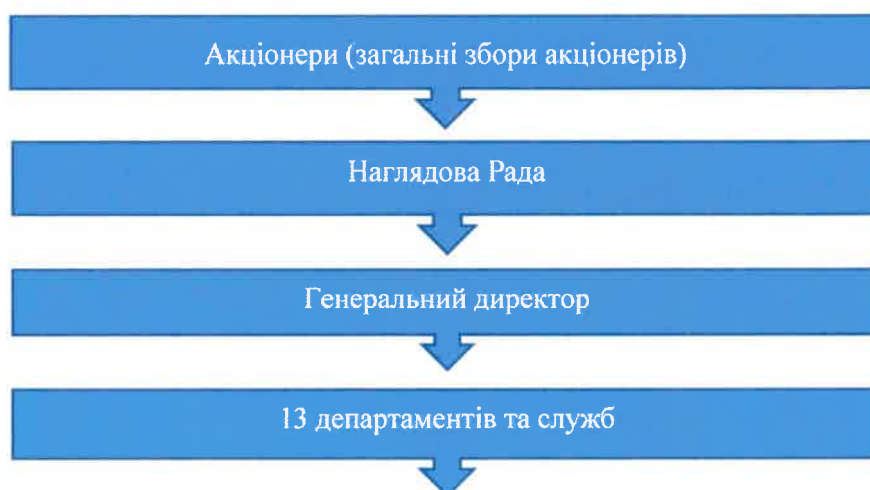 Акціонери (загальні збори акціонерів)
Наглядова Рада
Генеральний директор
13 департаментів та служб